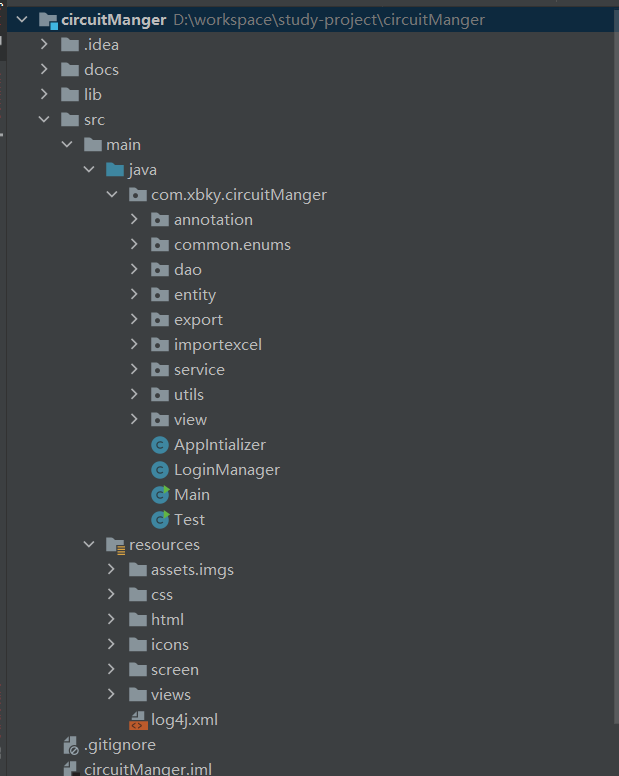 circuitManger D:\workspace\study-project\circuitManger
.idea
docs
lib
src
main
java
com.xbky.circuitManger
annotation
common.enums
dao
entity
export
importexcel
service
utils
view
AppIntializer
LoginManager
Main
Test
resources
assets.imgs
css
html
icons
screen
views
log4j.xml
.gitignore
circuitManger.iml